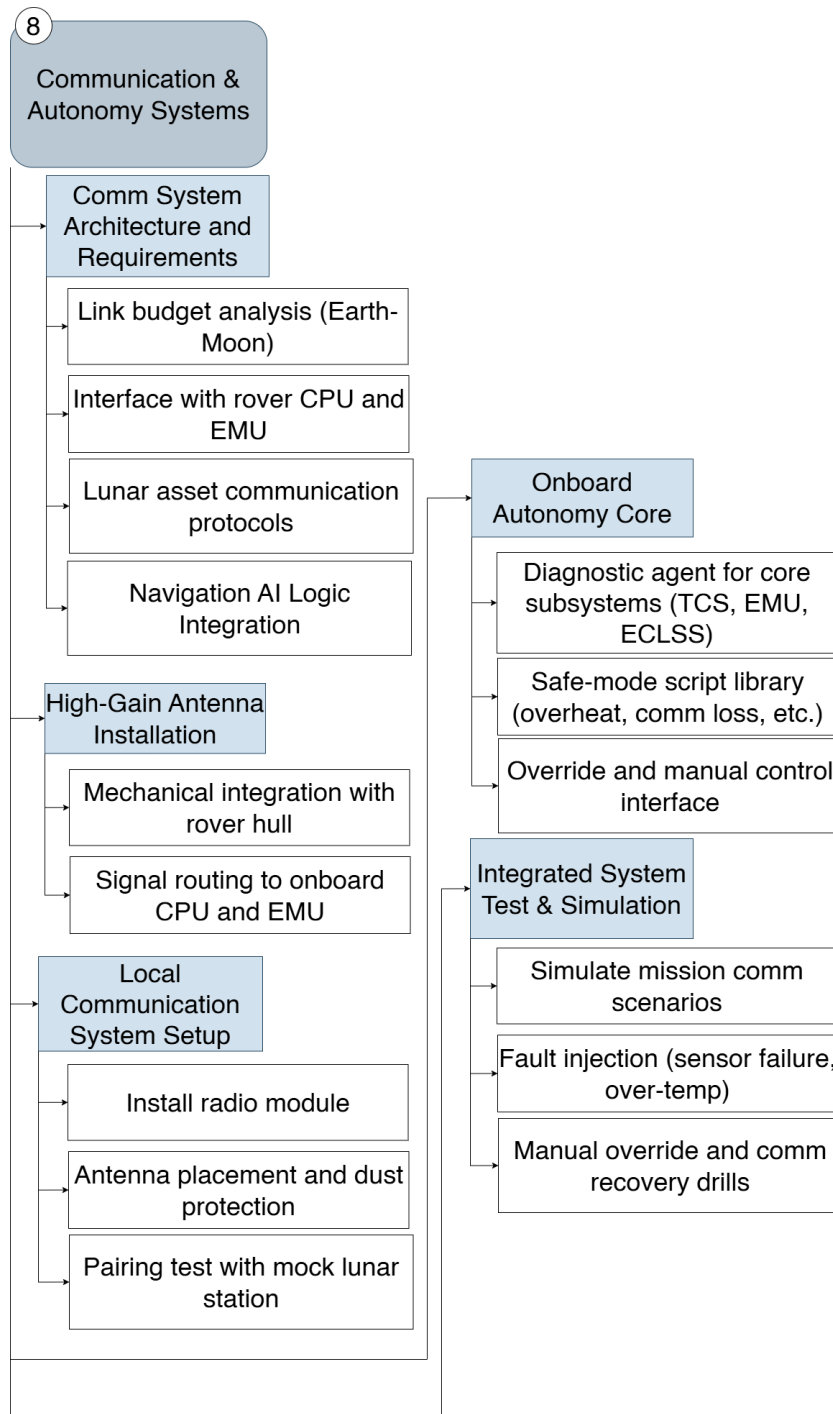 8
Communication &
Autonomy Systems
Comm System
Architecture and
Requirements
Link budget analysis (Earth-
Moon)
Interface with rover CPU and
EMU
Lunar asset communication
protocols
Navigation AI Logic
Integration
High-Gain Antenna
Installation
Mechanical integration with
rover hull
Signal routing to onboard
CPU and EMU
Local
Communication
System Setup
Install radio module
Antenna placement and dust
protection
Pairing test with mock lunar
station
Onboard
Autonomy Core
Diagnostic agent for core
subsystems (TCS, EMU,
ECLSS)
Safe-mode script library
(overheat, comm loss, etc.)
Override and manual control
interface
Integrated System
Test & Simulation
Simulate mission comm
scenarios
Fault injection (sensor failure,
over-temp)
Manual override and comm
recovery drills